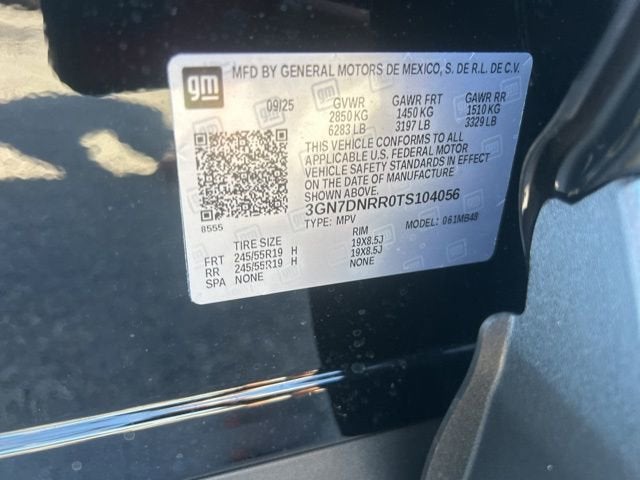 gm MFD BY GENERAL MOTORS DE MEXICO, S. DE R.L. DE C.V.
09/25 GVWR GAWR FRT GAWR RR
2850 KG 1450 KG 1510 KG
6283 LB 3197 LB 3329 LB
THIS VEHICLE CONFORMS TO ALL
APPLICABLE U.S. FEDERAL MOTOR
VEHICLE SAFETY STANDARDS IN EFFECT
ON THE DATE OF MANUFACTURE
SHOWN ABOVE.
3GN7DNRR0TS104056
8555 TYPE: MPV MODEL: 061MB48
TIRE SIZE RIM
FRT 245/55R19 H 19X8.5J
RR 245/55R19 H 19X8.5J
SPA NONE NONE